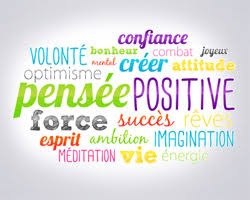 confiance
VOLONTÉ bonheur combat joyeux
mental créer attitude
optimisme
pensée POSITIVE
force succès rêves
esprit ambition IMAGINATION
MÉDITATION vie énergie